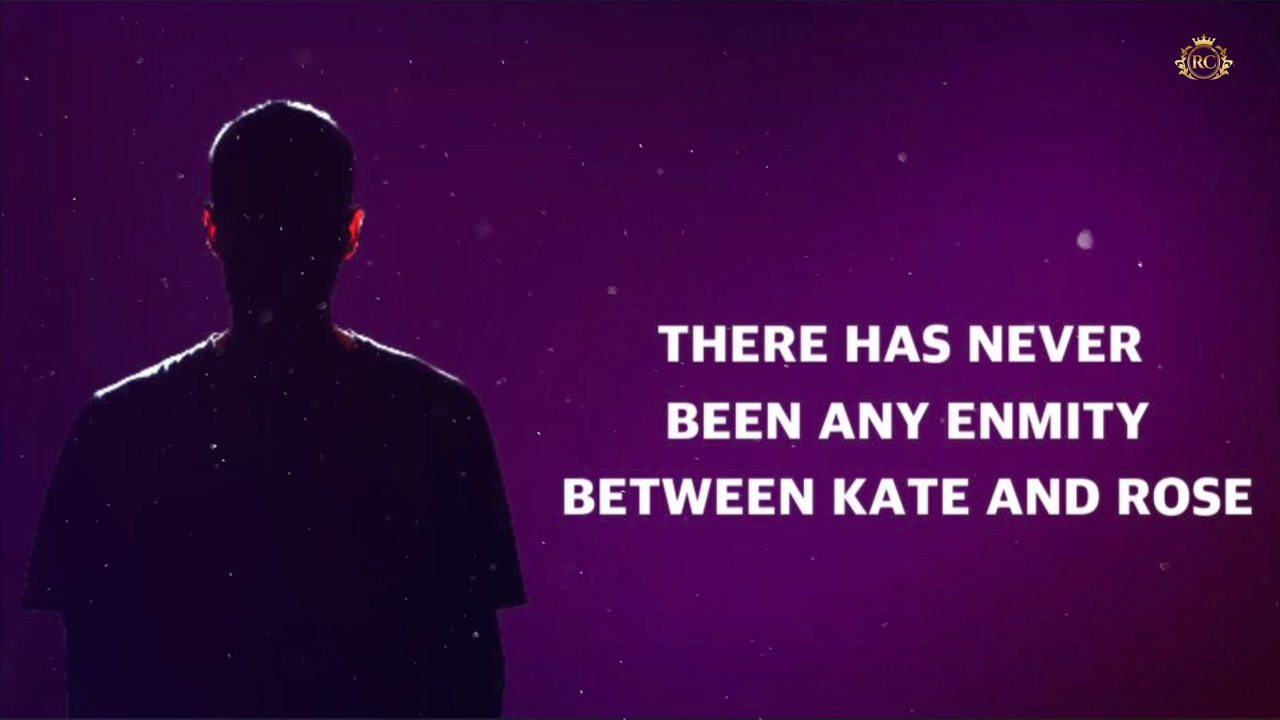 RC
THERE HAS NEVER
BEEN ANY ENMITY
BETWEEN KATE AND ROSE